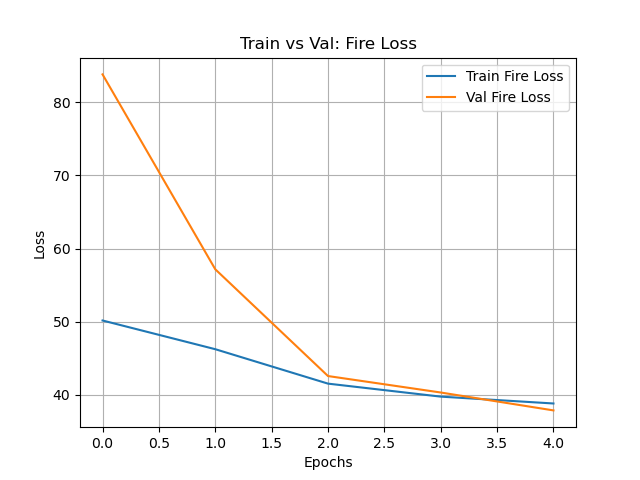 Train vs Val: Fire Loss
Train Fire Loss
Val Fire Loss
80
70
60
50
40
Loss
0.0 0.5 1.0 1.5 2.0 2.5 3.0 3.5 4.0
Epochs